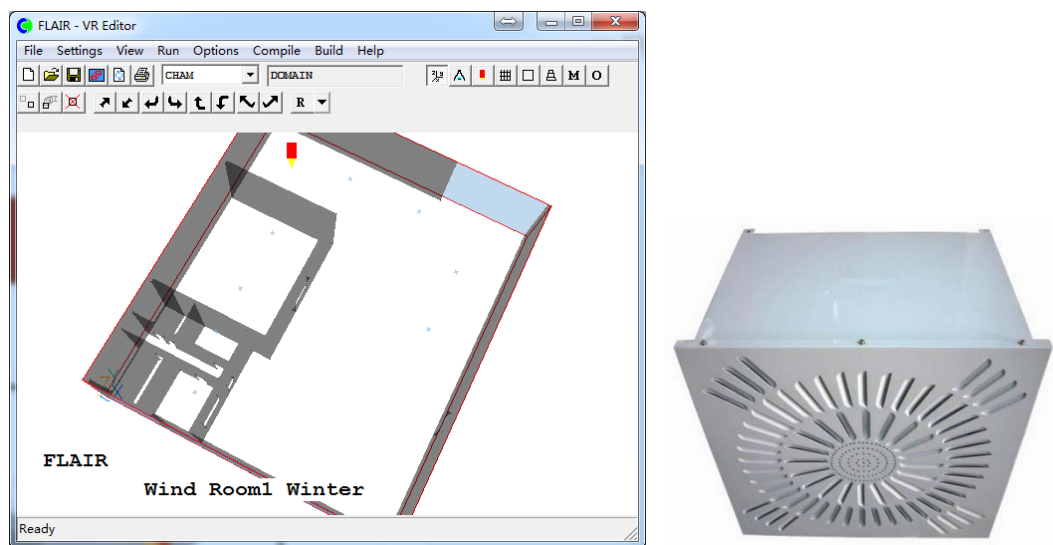 FLAIR - VR Editor
File Settings View Run Options Compile Build Help
CHAM DOMAIN M O
R
Y
X
Z
FLAIR
Wind Room1 Winter
Ready